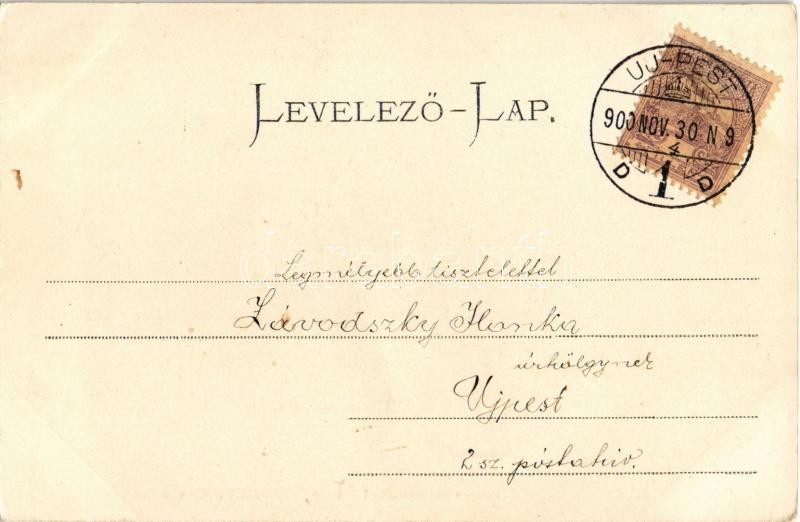 UJ-PEST
900 NOV. 30 N 9
4
D 1 D
LEVELEZŐ-LAP.
Legmélyebb tisztelettel
Závodszky Ilonka
úrhölgynek
Ujpest
2 sz. póstahiv.